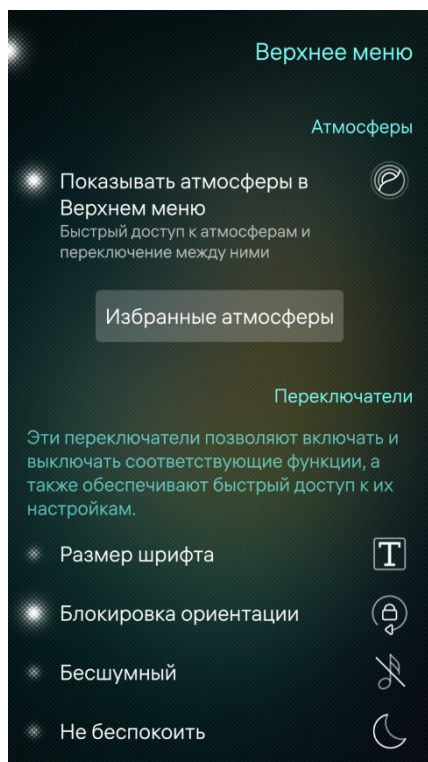 Верхнее меню
Атмосферы
Показывать атмосферы в
Верхнем меню
Быстрый доступ к атмосферам и
переключение между ними
Избранные атмосферы
Переключатели
Эти переключатели позволяют включать и
выключать соответствующие функции, а
также обеспечивают быстрый доступ к их
настройкам.
Размер шрифта
Блокировка ориентации
Бесшумный
Не беспокоить